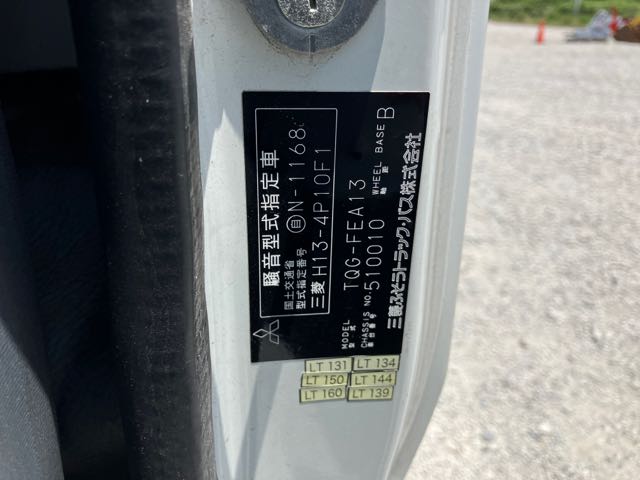 騒音型式指定車
国土交通省
型式指定番号 自 N-1168
三菱 H13-4P10F1
MODEL
型式 TQG-FEA13
CHASSIS NO.
車台番号 510010 WHEEL BASE
軸距 B
三菱ふそうトラック・バス株式会社
LT 131 LT 134
LT 150 LT 144
LT 160 LT 139